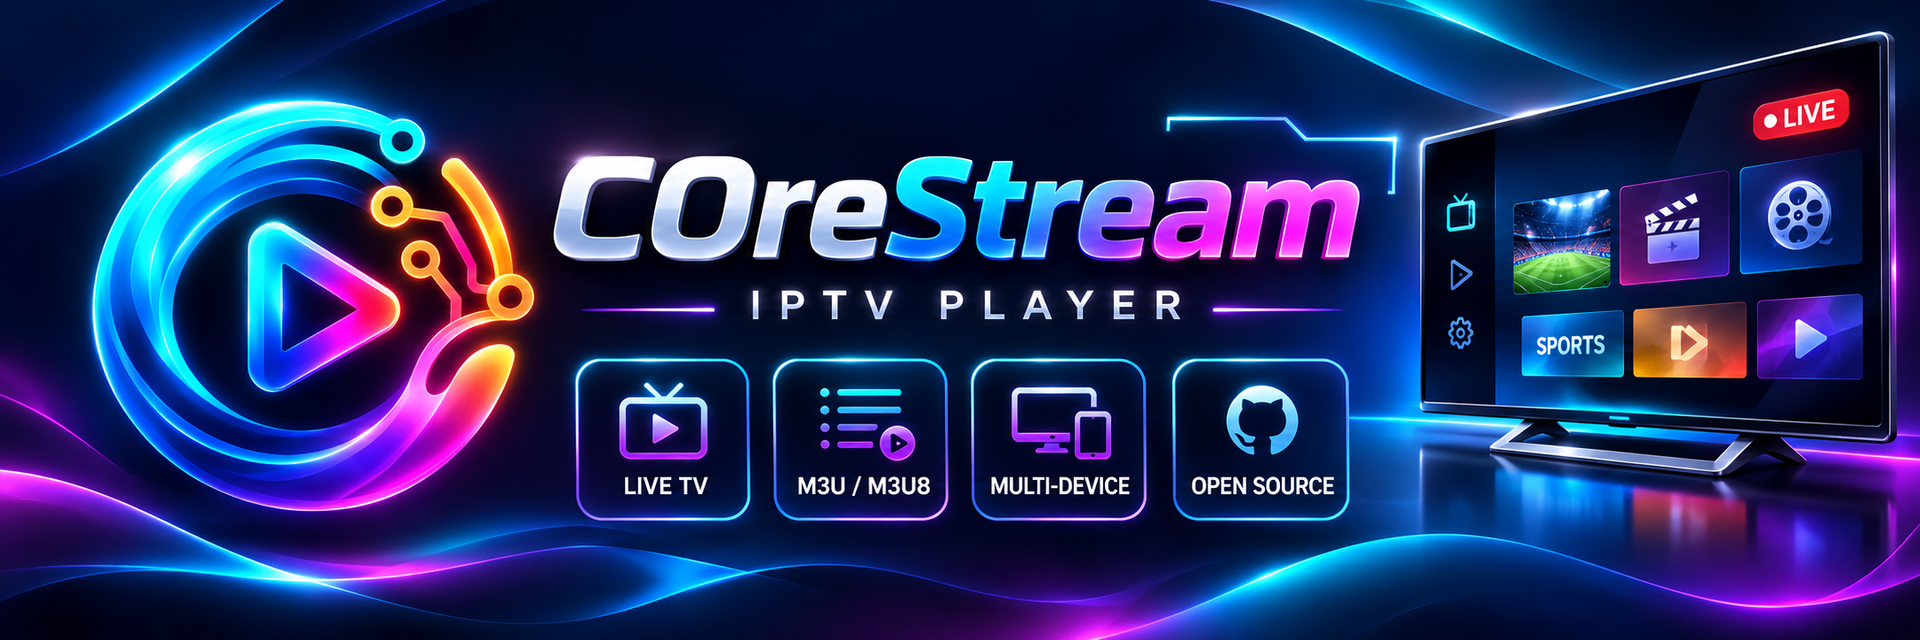 COreStream
IPTV PLAYER
LIVE TV
M3U / M3U8
MULTI-DEVICE
OPEN SOURCE
LIVE
SPORTS